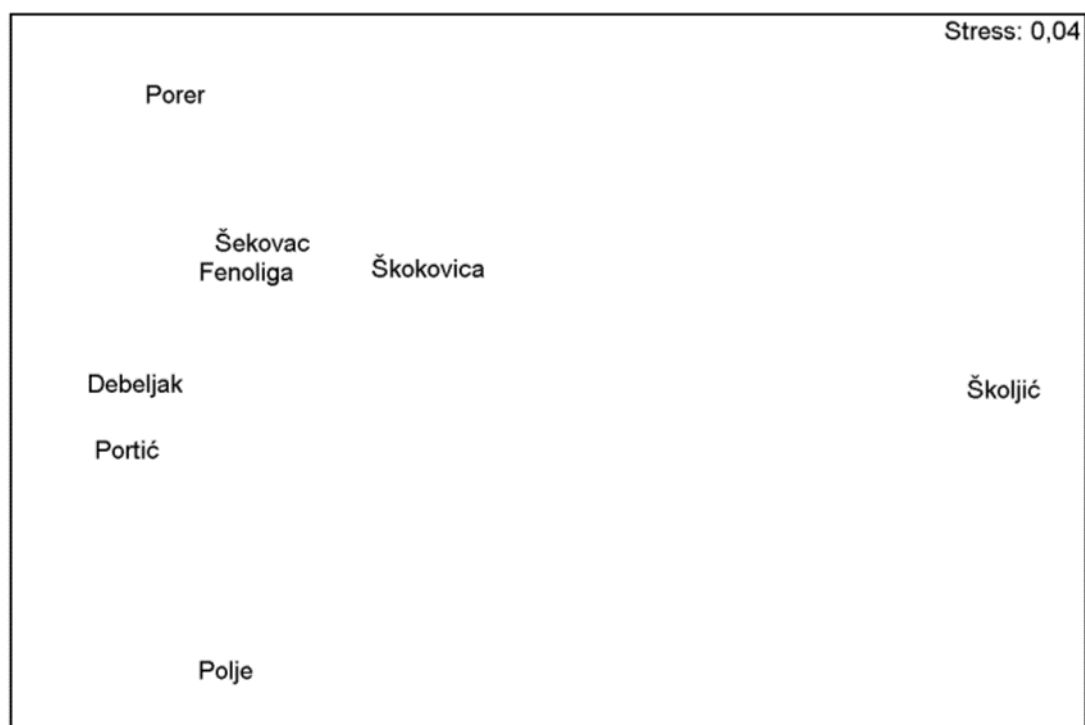 Stress: 0,04
Porer
Šekovac
Fenoliga
Škokovica
Debeljak
Školjić
Portić
Polje